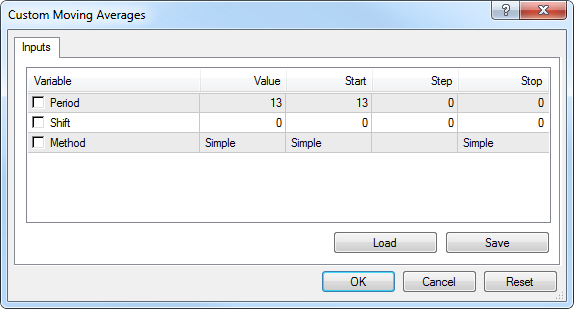 Custom Moving Averages
Inputs
Variable Value Start Step Stop
Period 13 13 0 0
Shift 0 0 0 0
Method Simple Simple Simple
Load Save
OK Cancel Reset